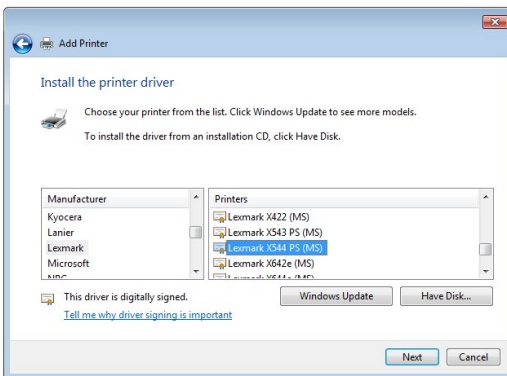 Add Printer
Install the printer driver
Choose your printer from the list. Click Windows Update to see more models.
To install the driver from an installation CD, click Have Disk.
Manufacturer
Kyocera
Lanier
Lexmark
Microsoft
Printers
Lexmark X422 (MS)
Lexmark X543 PS (MS)
Lexmark X544 PS (MS)
Lexmark X642e (MS)
This driver is digitally signed.
Tell me why driver signing is important
Windows Update
Have Disk...
Next
Cancel